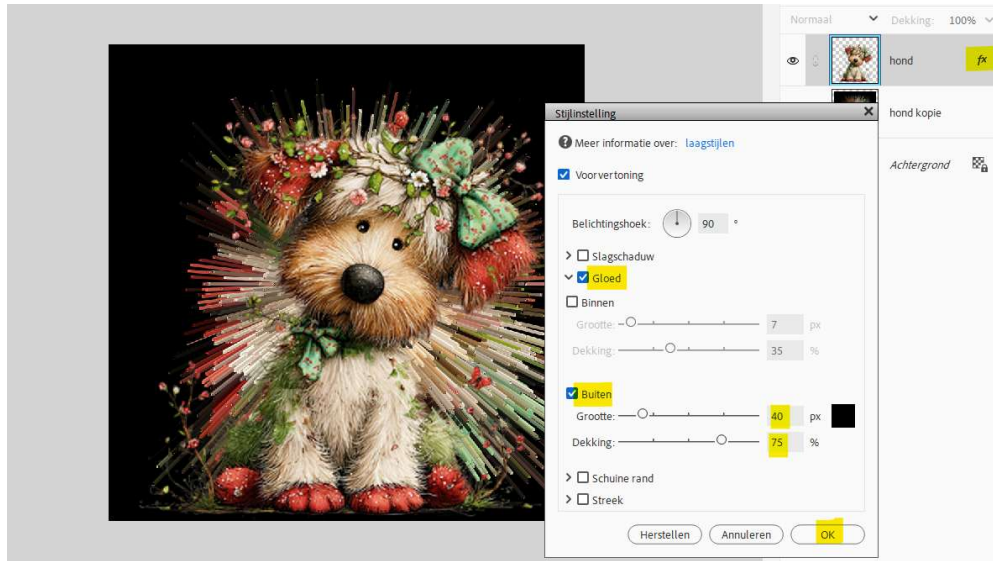 Normaal Dekking: 100%
hond fx
Stijlinstelling
hond kopie
? Meer informatie over: laagstijlen
Achtergrond
Voorvertoning
Belichtingshoek: 90 °
Slagschaduw
Gloed
Binnen
Grootte: 7 px
Dekking: 35 %
Buiten
Grootte: 40 px
Dekking: 75 %
Schuine rand
Streek
Herstellen Annuleren OK